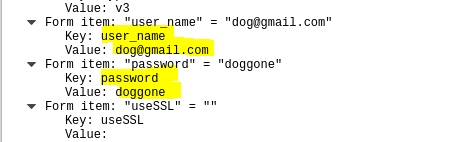 Value: v3
Form item: "user_name" = "dog@gmail.com"
Key: user_name
Value: dog@gmail.com
Form item: "password" = "doggone"
Key: password
Value: doggone
Form item: "useSSL" = ""
Key: useSSL
Value: